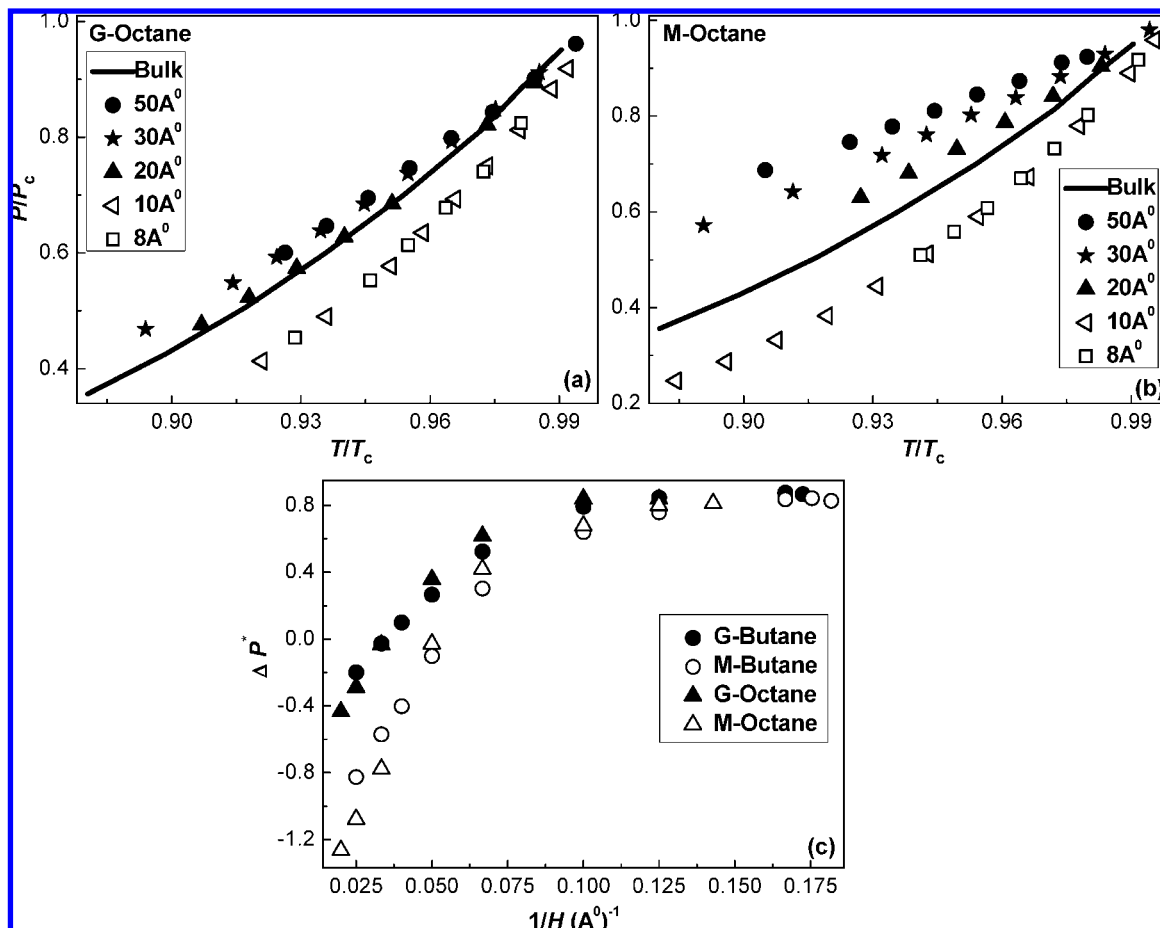 G-Octane
Bulk
50A⁰
30A⁰
20A⁰
10A⁰
8A⁰
1.0
0.8
0.6
0.4
P/Pc
0.90
0.93
0.96
0.99
T/Tc
(a)
M-Octane
Bulk
50A⁰
30A⁰
20A⁰
10A⁰
8A⁰
1.0
0.8
0.6
0.4
0.2
0.90
0.93
0.96
0.99
T/Tc
(b)
0.8
0.4
0.0
-0.4
-0.8
-1.2
Δ P*
G-Butane
M-Butane
G-Octane
M-Octane
(c)
0.025
0.050
0.075
0.100
0.125
0.150
0.175
1/H (A⁰)⁻¹